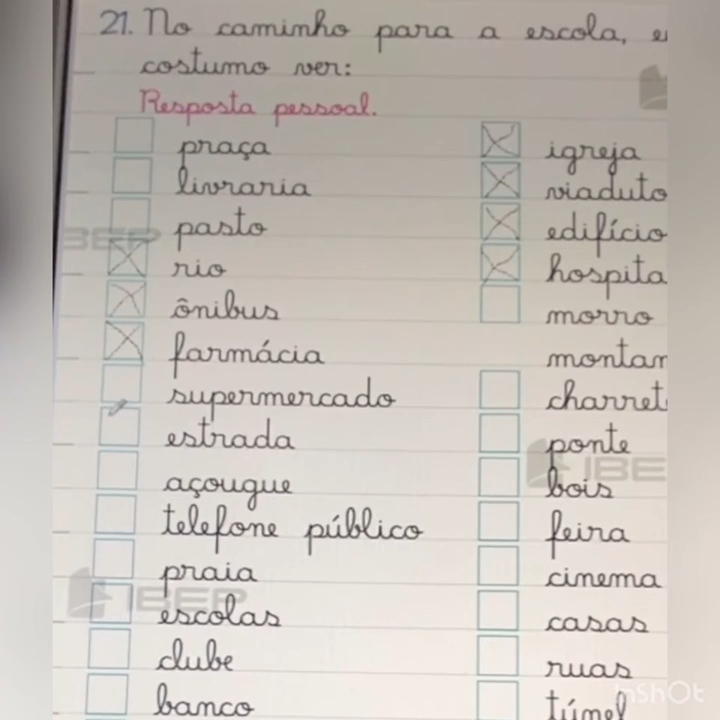 21. No caminho para a escola, e
costumo ver:
Resposta pessoal.
praça
livraria
pasto
rio
ônibus
farmácia
supermercado
estrada
açougue
telefone público
praia
escolas
clube
banco
igreja
viaduto
edifício
hospita
morro
montan
charret
ponte
bois
feira
cinema
casas
ruas
túnel
IBEP
IBEP
IBEP
InShOt